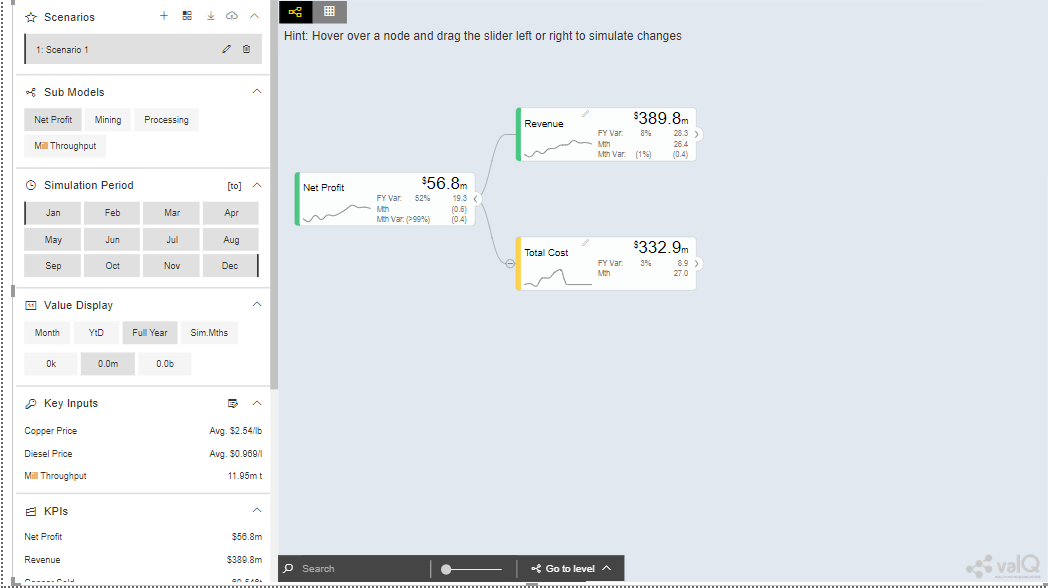 Scenarios
1: Scenario 1
Sub Models
Net Profit Mining Processing
Mill Throughput
Simulation Period [to]
Jan Feb Mar Apr
May Jun Jul Aug
Sep Oct Nov Dec
Value Display
Month YtD Full Year Sim.Mths
0k 0.0m 0.0b
Key Inputs
Copper Price Avg. $2.54/lb
Diesel Price Avg. $0.969/l
Mill Throughput 11.95m t
KPIs
Net Profit $56.8m
Revenue $389.8m
Hint: Hover over a node and drag the slider left or right to simulate changes
Net Profit $56.8m
FY Var: 52% 19.3
Mth (0.6)
Mth Var: (>99%) (0.4)
Revenue $389.8m
FY Var: 8% 28.3
Mth 26.4
Mth Var: (1%) (0.4)
Total Cost $332.9m
FY Var: 3% 8.9
Mth 27.0
Search Go to level
valQ